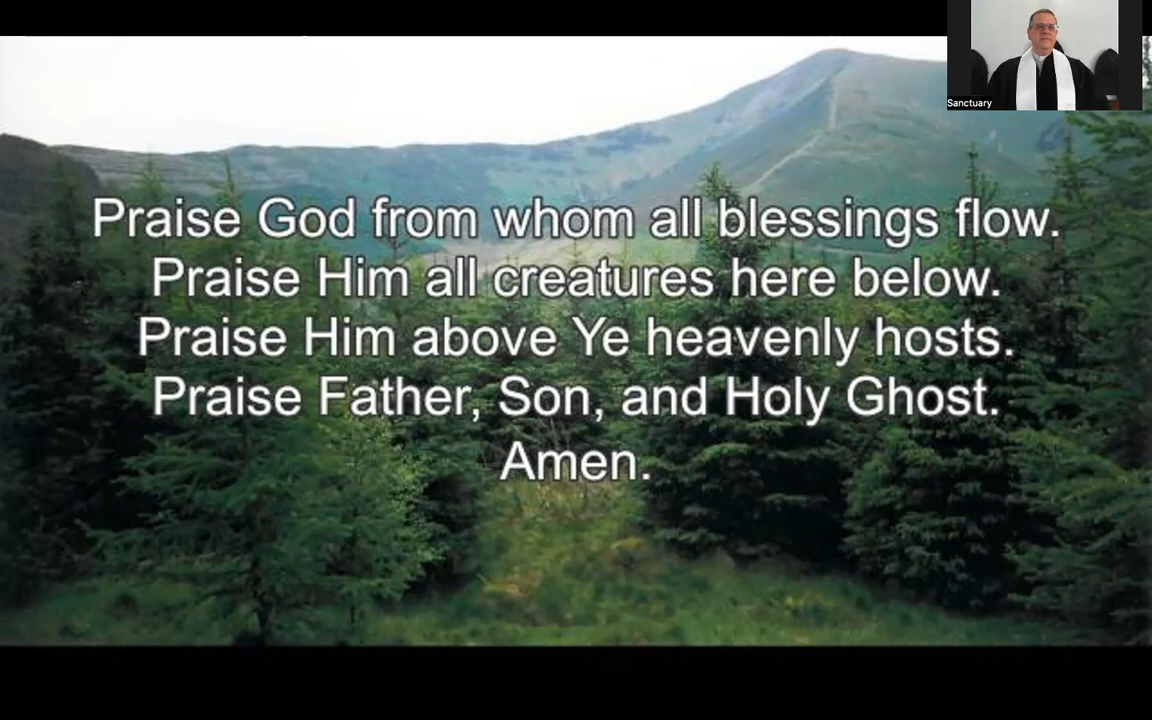 Sanctuary
Praise God from whom all blessings flow.
Praise Him all creatures here below.
Praise Him above Ye heavenly hosts.
Praise Father, Son, and Holy Ghost.
Amen.